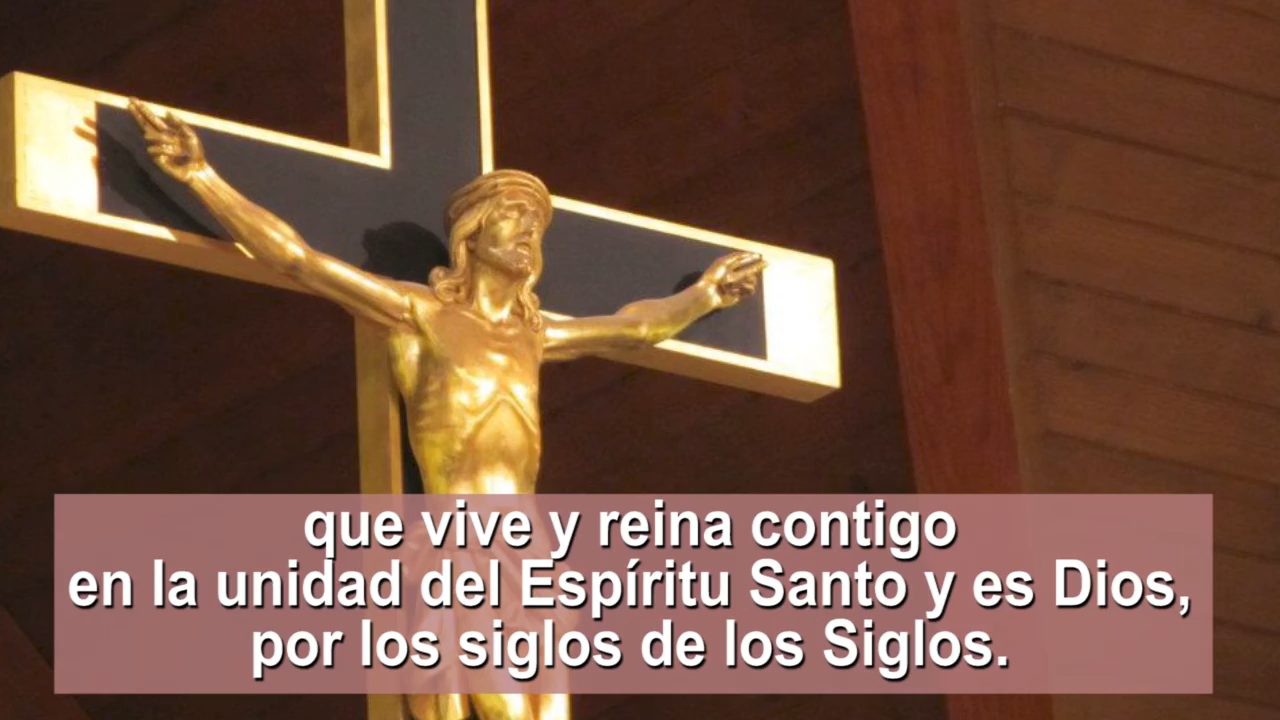 que vive y reina contigo
en la unidad del Espíritu Santo y es Dios,
por los siglos de los Siglos.